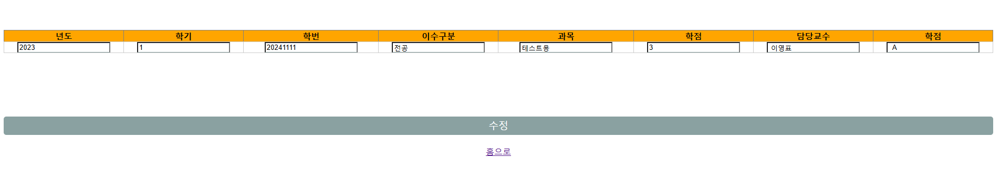 년도 학기 학번 이수구분 과목 학점 담당교수 학점
2023 1 20241111 전공 테스트용 3 이영표 A
수정
홈으로